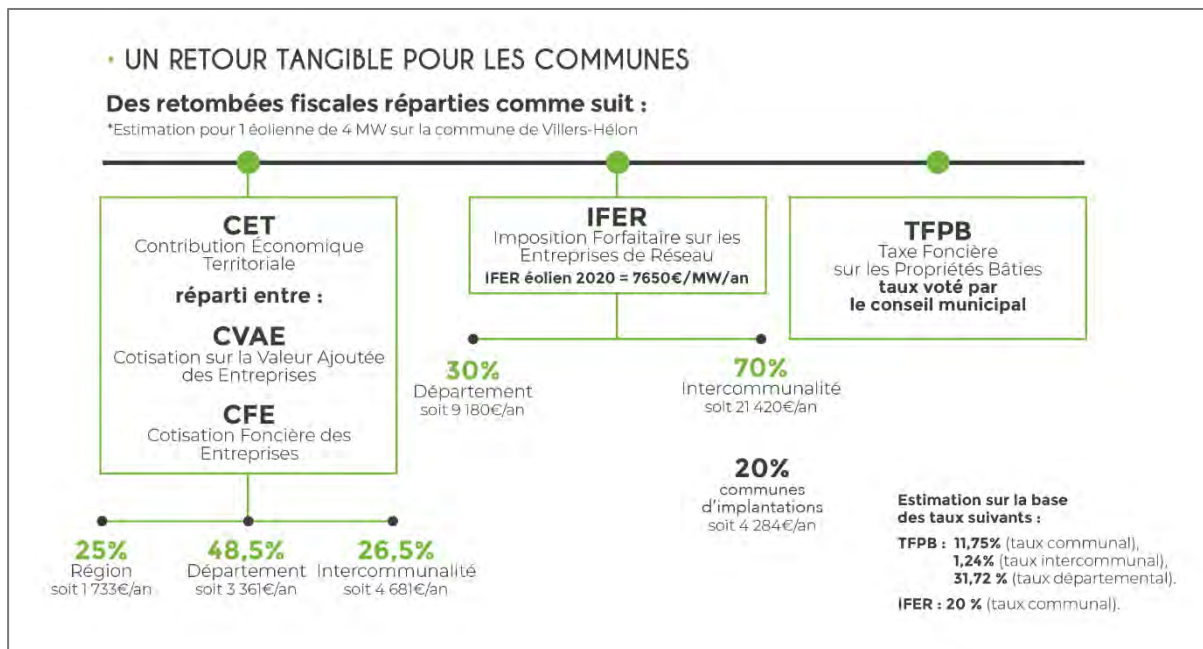 · UN RETOUR TANGIBLE POUR LES COMMUNES
Des retombées fiscales réparties comme suit :
*Estimation pour 1 éolienne de 4 MW sur la commune de Villers-Hélon
CET
Contribution Économique
Territoriale
réparti entre :
CVAE
Cotisation sur la Valeur Ajoutée
des Entreprises
CFE
Cotisation Foncière des
Entreprises
25%
Région
soit 1 733€/an
48,5%
Département
soit 3 361€/an
26,5%
Intercommunalité
soit 4 681€/an
IFER
Imposition Forfaitaire sur les
Entreprises de Réseau
IFER éolien 2020 = 7650€/MW/an
30%
Département
soit 9 180€/an
70%
Intercommunalité
soit 21 420€/an
20%
communes
d'implantations
soit 4 284€/an
TFPB
Taxe Foncière
sur les Propriétés Bâties
taux voté par
le conseil municipal
Estimation sur la base
des taux suivants :
TFPB : 11,75% (taux communal),
1,24% (taux intercommunal),
31,72 % (taux départemental).
IFER : 20 % (taux communal).